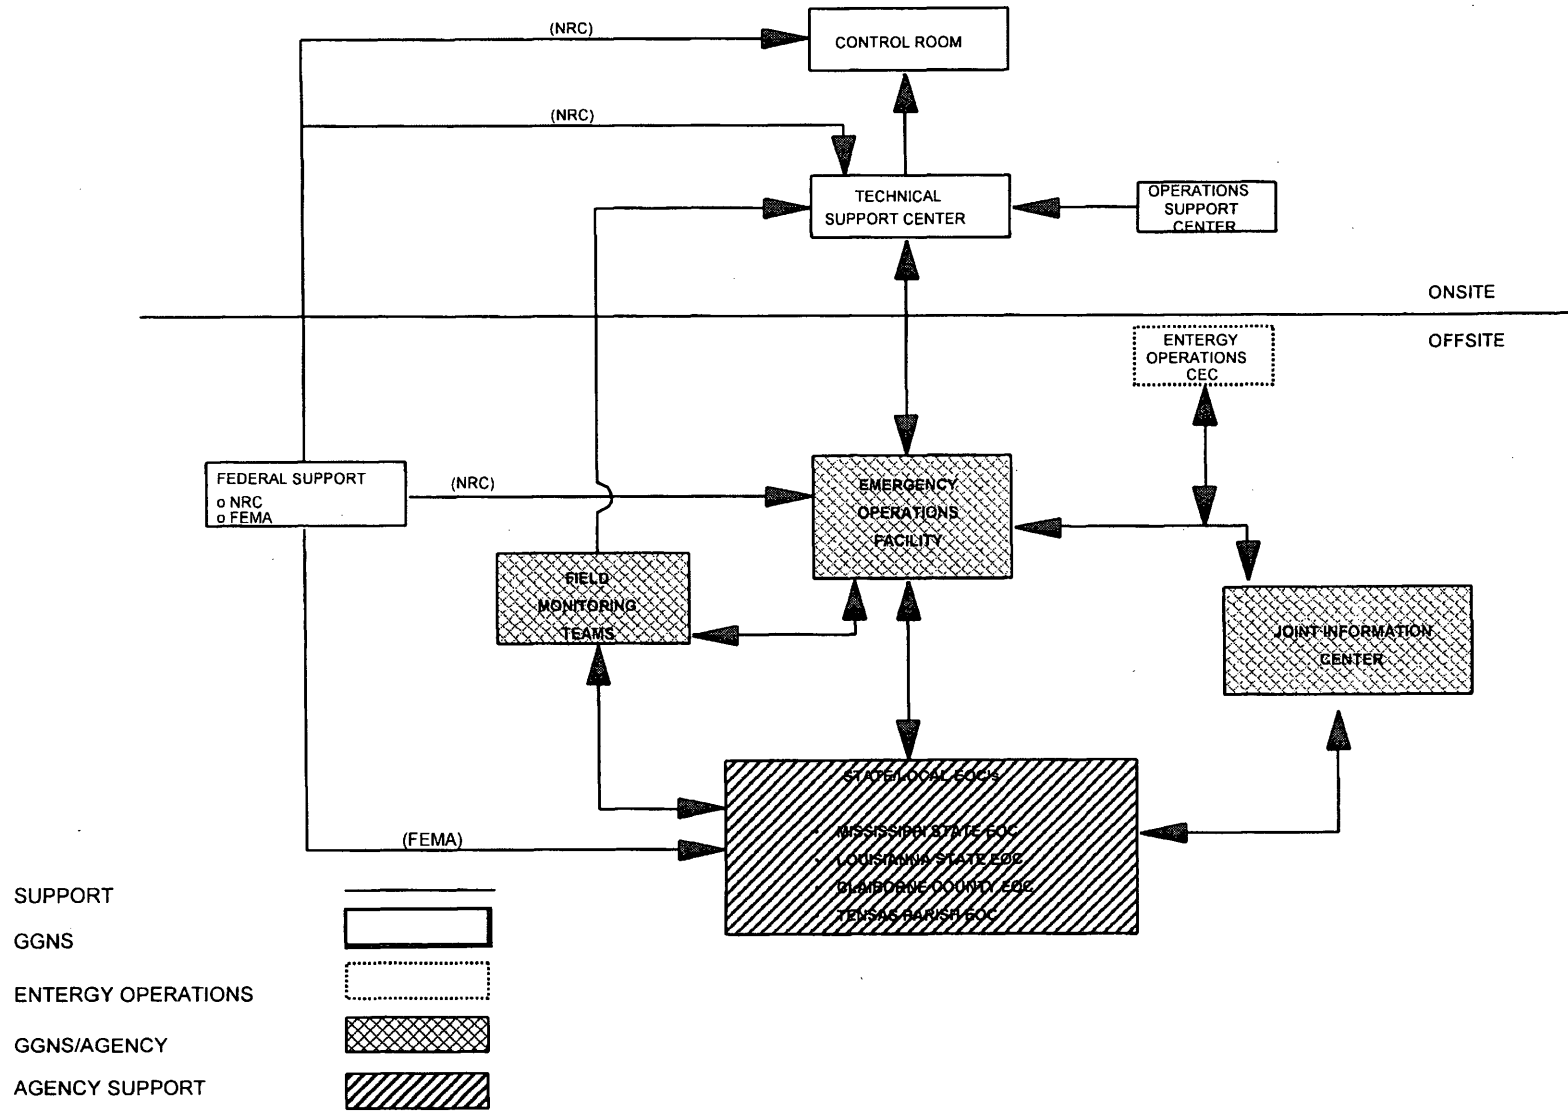 (NRC)
CONTROL ROOM
(NRC)
TECHNICAL
SUPPORT CENTER
OPERATIONS
SUPPORT
CENTER
ONSITE
OFFSITE
ENTERGY
OPERATIONS
CEC
FEDERAL SUPPORT
o NRC
o FEMA
(NRC)
EMERGENCY
OPERATIONS
FACILITY
FIELD
MONITORING
TEAMS
JOINT INFORMATION
CENTER
STATE/LOCAL EOC's
· MISSISSIPPI STATE EOC
· LOUISIANNA STATE EOC
· CLAIBORNE COUNTY EOC
· TENSAS PARISH EOC
(FEMA)
SUPPORT
GGNS
ENTERGY OPERATIONS
GGNS/AGENCY
AGENCY SUPPORT